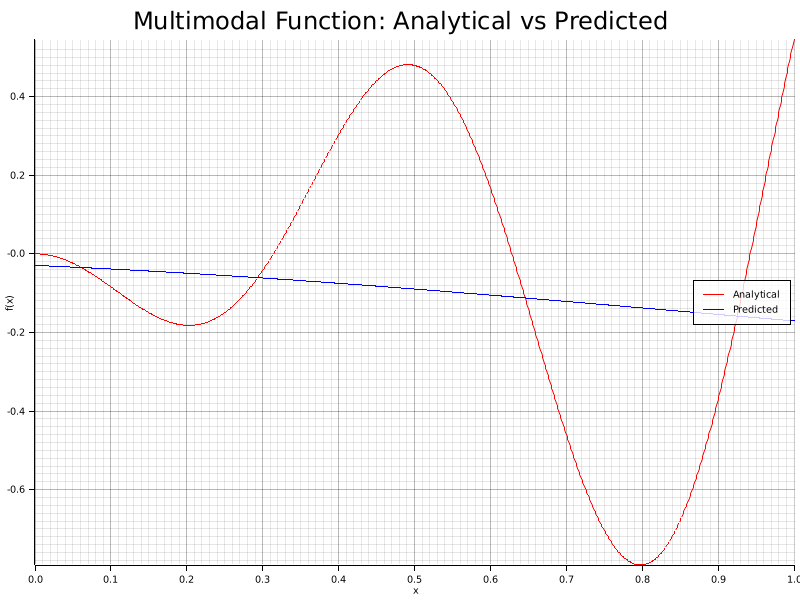 Multimodal Function: Analytical vs Predicted
0.4
0.2
-0.0
-0.2
-0.4
-0.6
f(x)
Analytical
Predicted
0.0 0.1 0.2 0.3 0.4 0.5 0.6 0.7 0.8 0.9 1.0
x